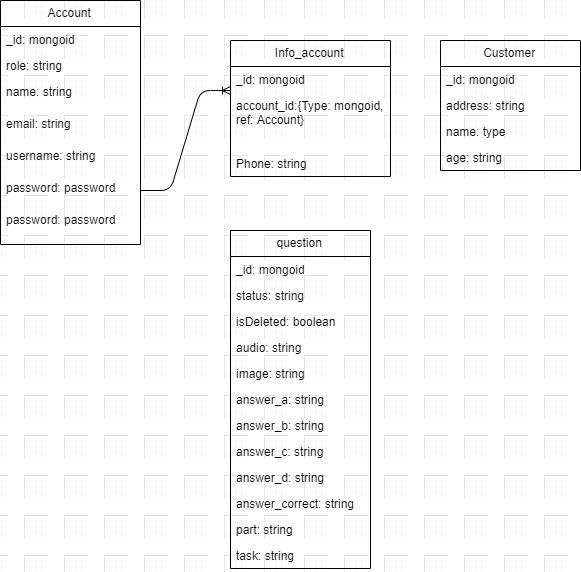 Account
_id: mongoid
role: string
name: string
email: string
username: string
password: password
password: password
Info_account
_id: mongoid
account_id:{Type: mongoid,
ref: Account}
Phone: string
Customer
_id: mongoid
address: string
name: type
age: string
question
_id: mongoid
status: string
isDeleted: boolean
audio: string
image: string
answer_a: string
answer_b: string
answer_c: string
answer_d: string
answer_correct: string
part: string
task: string